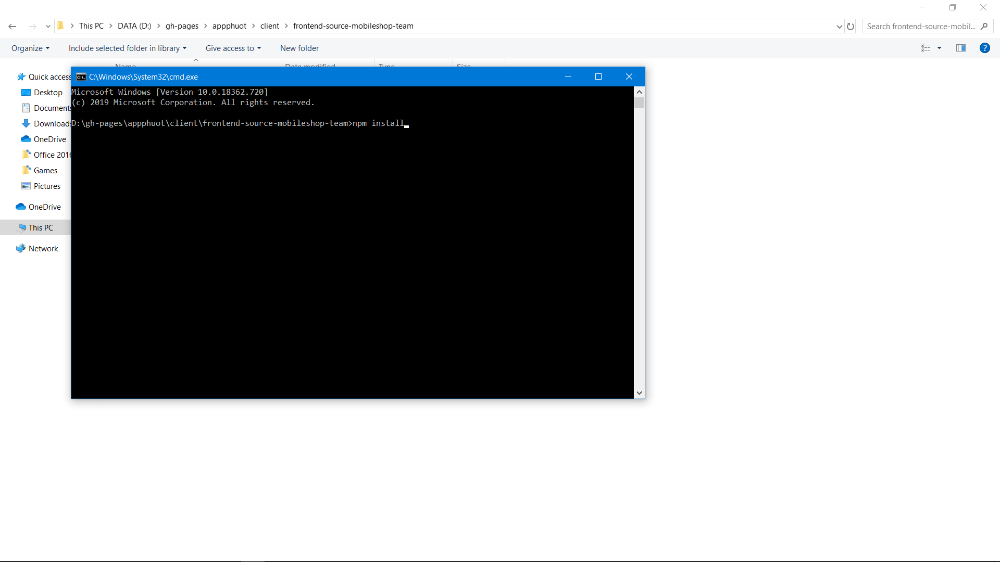 This PC > DATA (D:) > gh-pages > appphuot > client > frontend-source-mobileshop-team
Search frontend-source-mobil...
Organize
Include selected folder in library
Give access to
New folder
Name
Date modified
Type
Size
Quick access
Desktop
Documents
Downloads
OneDrive
Office 2016
Games
Pictures
OneDrive
This PC
Network
C:\Windows\System32\cmd.exe
Microsoft Windows [Version 10.0.18362.720]
(c) 2019 Microsoft Corporation. All rights reserved.
D:\gh-pages\appphuot\client\frontend-source-mobileshop-team>npm install